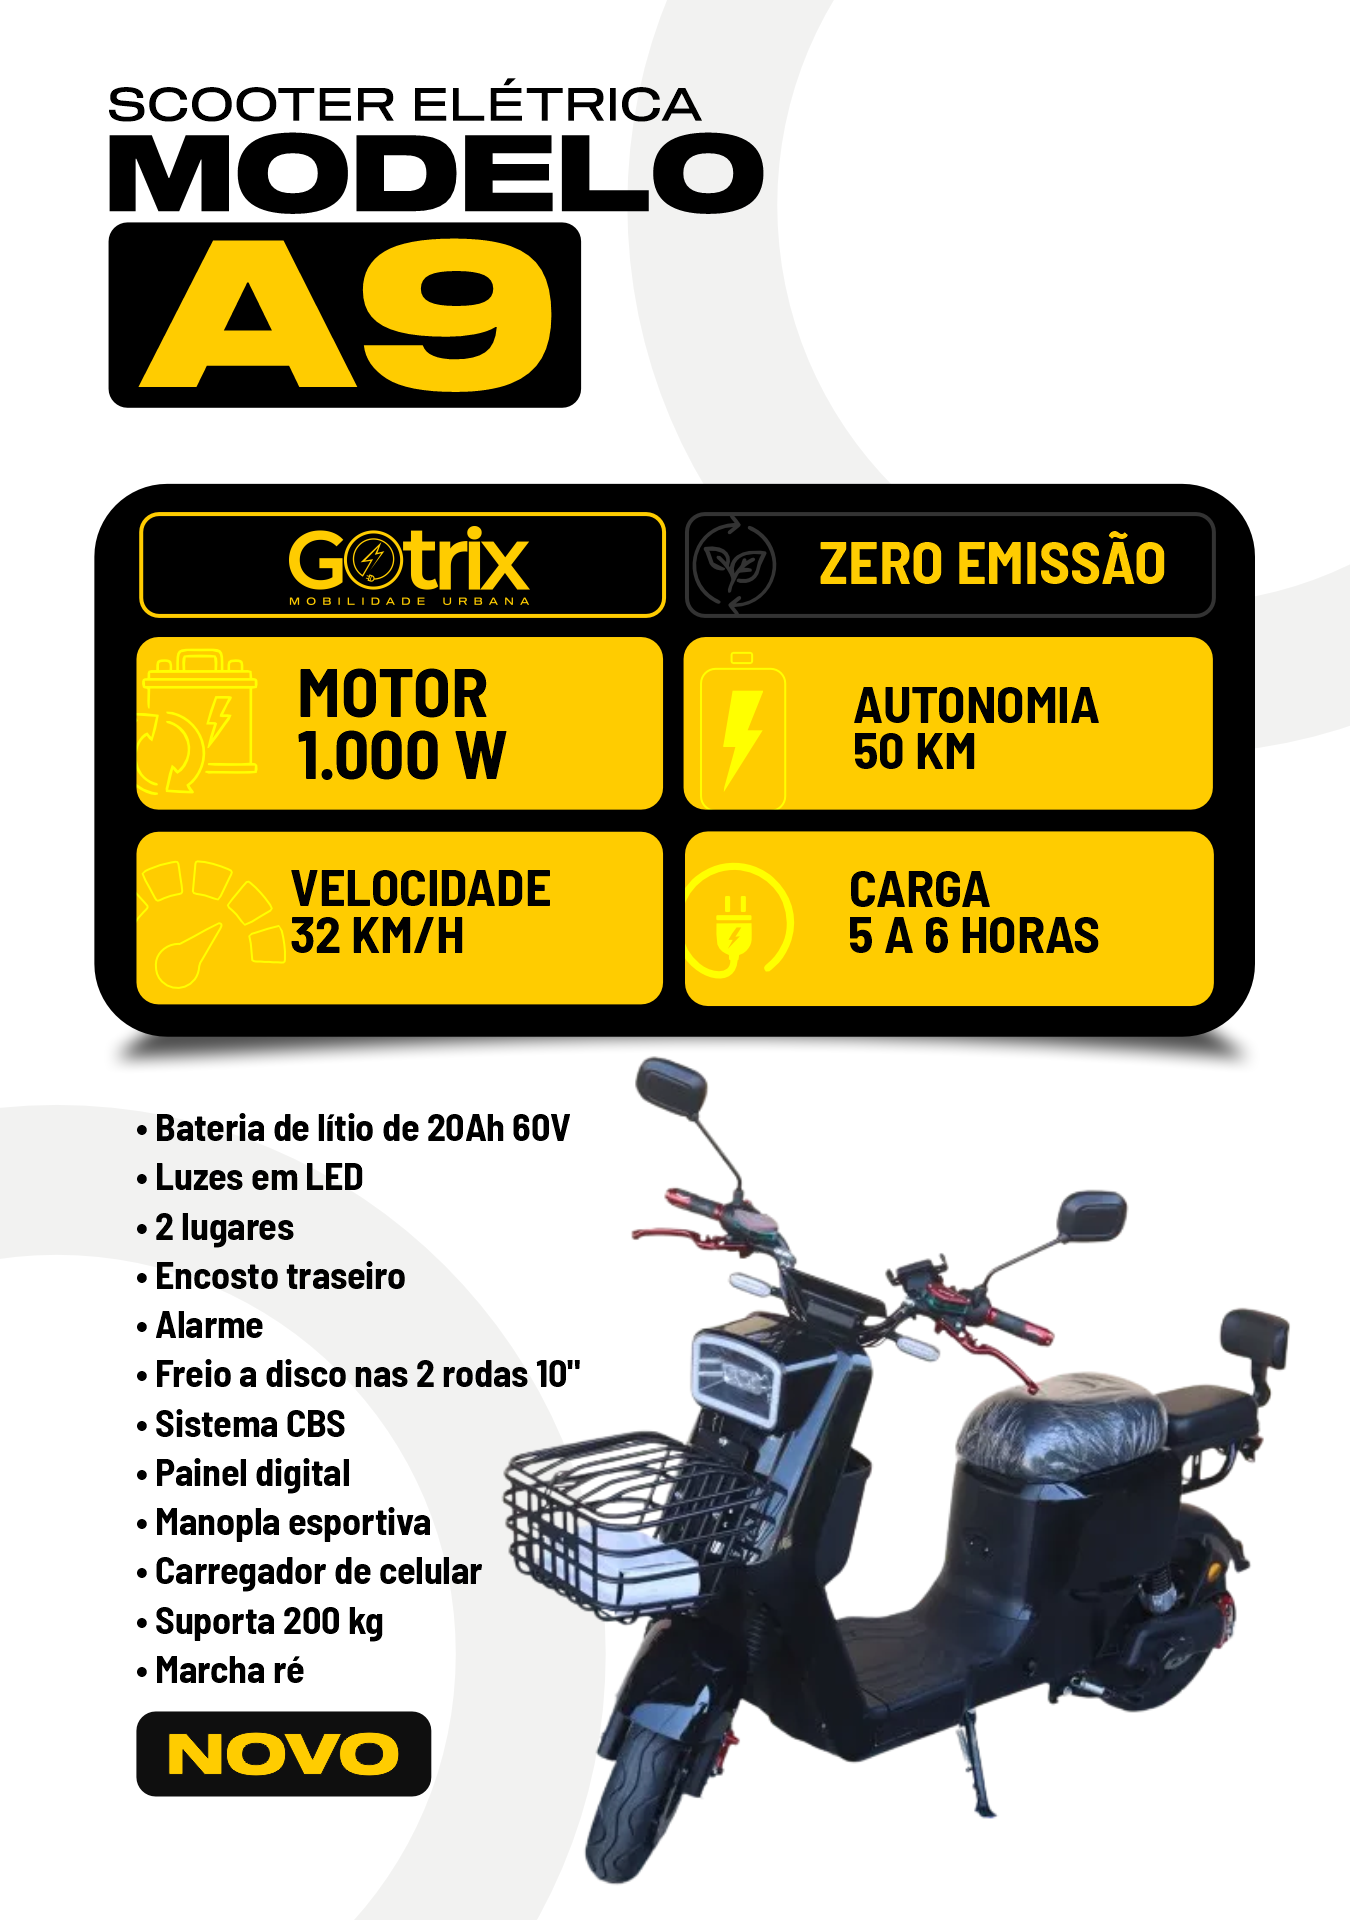 SCOOTER ELÉTRICA
MODELO
A9
Gotrix
MOBILIDADE URBANA
ZERO EMISSÃO
MOTOR
1.000 W
AUTONOMIA
50 KM
VELOCIDADE
32 KM/H
CARGA
5 A 6 HORAS
• Bateria de lítio de 20Ah 60V
• Luzes em LED
• 2 lugares
• Encosto traseiro
• Alarme
• Freio a disco nas 2 rodas 10"
• Sistema CBS
• Painel digital
• Manopla esportiva
• Carregador de celular
• Suporta 200 kg
• Marcha ré
NOVO